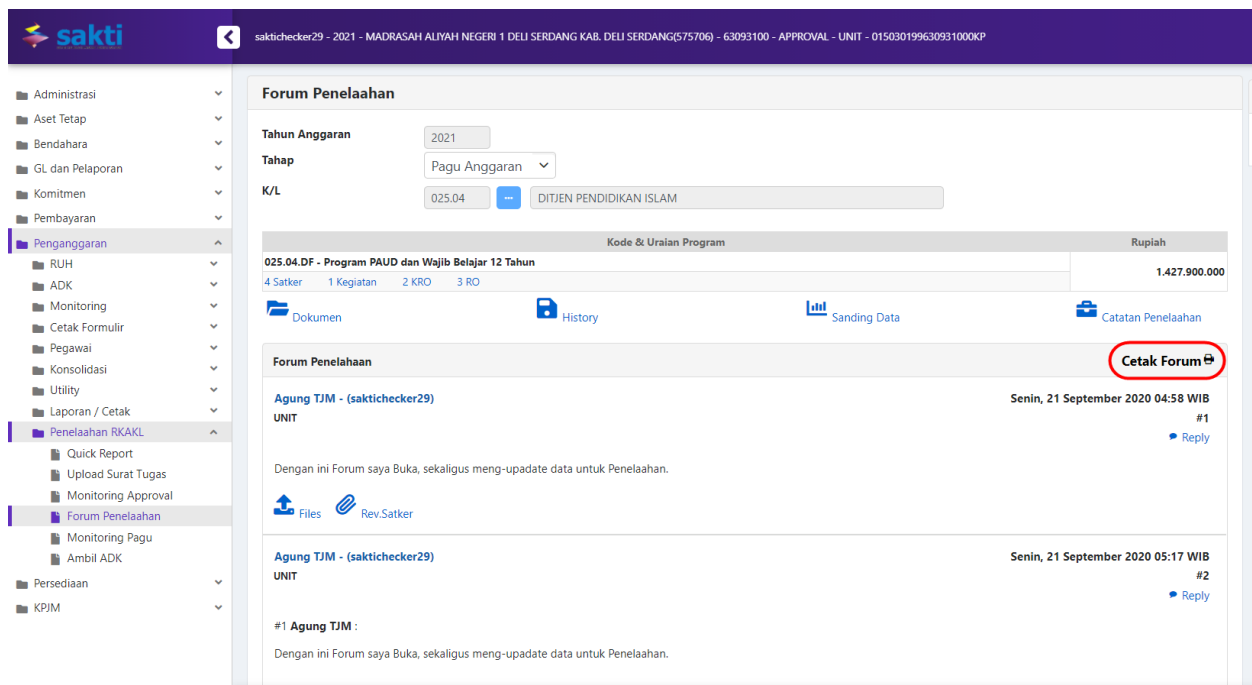 sakti
saktichecker29 - 2021 - MADRASAH ALIYAH NEGERI 1 DELI SERDANG KAB. DELI SERDANG(575706) - 63093100 - APPROVAL - UNIT - 015030199630931000KP
Administrasi
Aset Tetap
Bendahara
GL dan Pelaporan
Komitmen
Pembayaran
Penganggaran
RUH
ADK
Monitoring
Cetak Formulir
Pegawai
Konsolidasi
Utility
Laporan / Cetak
Penelaahan RKAKL
Quick Report
Upload Surat Tugas
Monitoring Approval
Forum Penelaahan
Monitoring Pagu
Ambil ADK
Persediaan
KPJM
Forum Penelaahan
Tahun Anggaran 2021
Tahap Pagu Anggaran
K/L 025.04 ... DITJEN PENDIDIKAN ISLAM
Kode & Uraian Program Rupiah
025.04.DF - Program PAUD dan Wajib Belajar 12 Tahun
1.427.900.000
4 Satker 1 Kegiatan 2 KRO 3 RO
Dokumen History Sanding Data Catatan Penelaahan
Forum Penelahaan Cetak Forum
Agung TJM - (saktichecker29) Senin, 21 September 2020 04:58 WIB
UNIT #1
Reply
Dengan ini Forum saya Buka, sekaligus meng-upadate data untuk Penelaahan.
Files Rev.Satker
Agung TJM - (saktichecker29) Senin, 21 September 2020 05:17 WIB
UNIT #2
Reply
#1 Agung TJM :
Dengan ini Forum saya Buka, sekaligus meng-upadate data untuk Penelaahan.